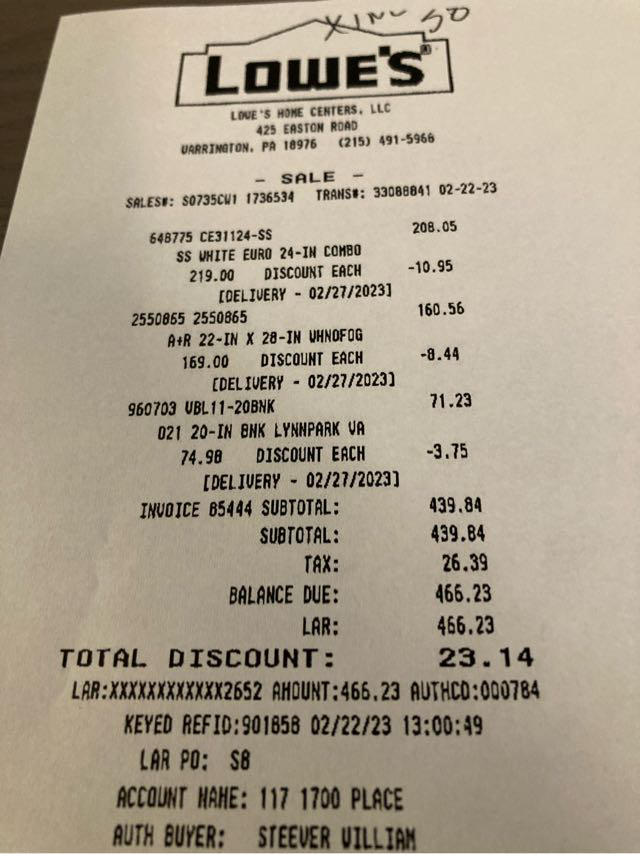 LOWE'S®
LOWE'S HOME CENTERS, LLC
425 EASTON ROAD
WARRINGTON, PA 18976 (215) 491-5966
- SALE -
SALES#: S0735CW1 1736534 TRANS#: 33088841 02-22-23
648775 CE31124-SS 208.05
SS WHITE EURO 24-IN COMBO
219.00 DISCOUNT EACH -10.95
[DELIVERY - 02/27/2023]
2550865 2550865 160.56
A+R 22-IN X 28-IN WHNOFOG
169.00 DISCOUNT EACH -8.44
[DELIVERY - 02/27/2023]
960703 VBL11-20BNK 71.23
021 20-IN BNK LYNNPARK VA
74.98 DISCOUNT EACH -3.75
[DELIVERY - 02/27/2023]
INVOICE 85444 SUBTOTAL: 439.84
SUBTOTAL: 439.84
TAX: 26.39
BALANCE DUE: 466.23
LAR: 466.23
TOTAL DISCOUNT: 23.14
LAR:XXXXXXXXXXXX2652 AMOUNT:466.23 AUTHCD:000784
KEYED REFID:901858 02/22/23 13:00:49
LAR PO: S8
ACCOUNT NAME: 117 1700 PLACE
AUTH BUYER: STEEVER WILLIAM